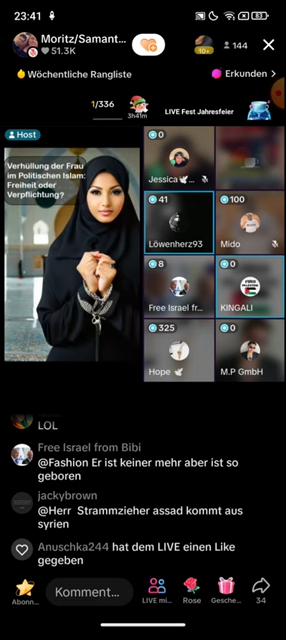 23:41
83
Moritz/Samant...
51.3K
10+
144
Wöchentliche Rangliste
Erkunden >
1/336
3h41m
LIVE Fest Jahresfeier
Host
Verhüllung der Frau
im Politischen Islam:
Freiheit oder
Verpflichtung?
0
Jessica🕊...
41
Löwenherz93
100
Mido
8
Free Israel fr...
0
KINGALI
325
Hope 🕊
0
M.P GmbH
LOL
Free Israel from Bibi
@Fashion Er ist keiner mehr aber ist so
geboren
jackybrown
@Herr Strammzieher assad kommt aus
syrien
Anuschka244 hat dem LIVE einen Like
gegeben
Abonn...
Komment...
LIVE mi...
Rose
Gesche...
34